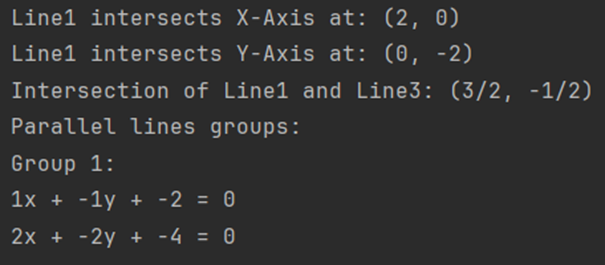 Line1 intersects X-Axis at: (2, 0)
Line1 intersects Y-Axis at: (0, -2)
Intersection of Line1 and Line3: (3/2, -1/2)
Parallel lines groups:
Group 1:
1x + -1y + -2 = 0
2x + -2y + -4 = 0